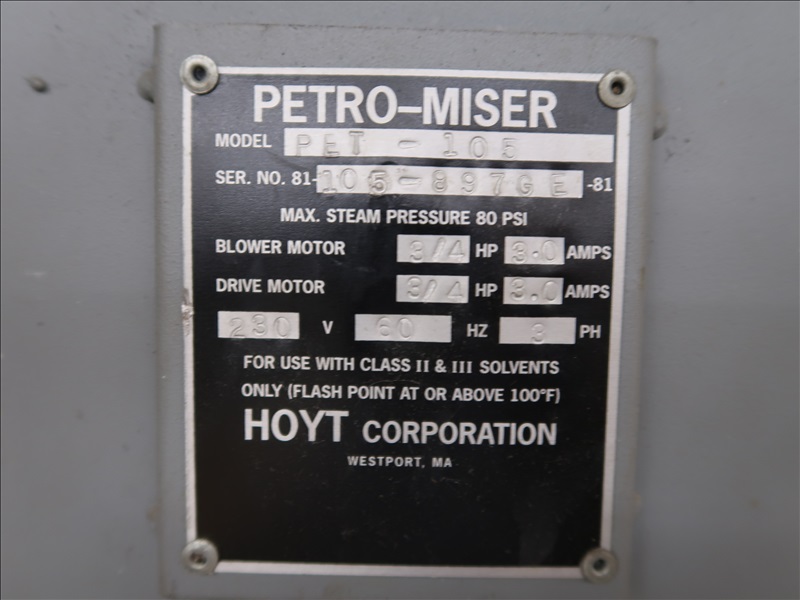 PETRO-MISER
MODEL PET - 105
SER. NO. 81-105-897GE-81
MAX. STEAM PRESSURE 80 PSI
BLOWER MOTOR 3/4 HP 3.0 AMPS
DRIVE MOTOR 3/4 HP 3.0 AMPS
230 V 60 HZ 3 PH
FOR USE WITH CLASS II & III SOLVENTS
ONLY (FLASH POINT AT OR ABOVE 100°F)
HOYT CORPORATION
WESTPORT, MA